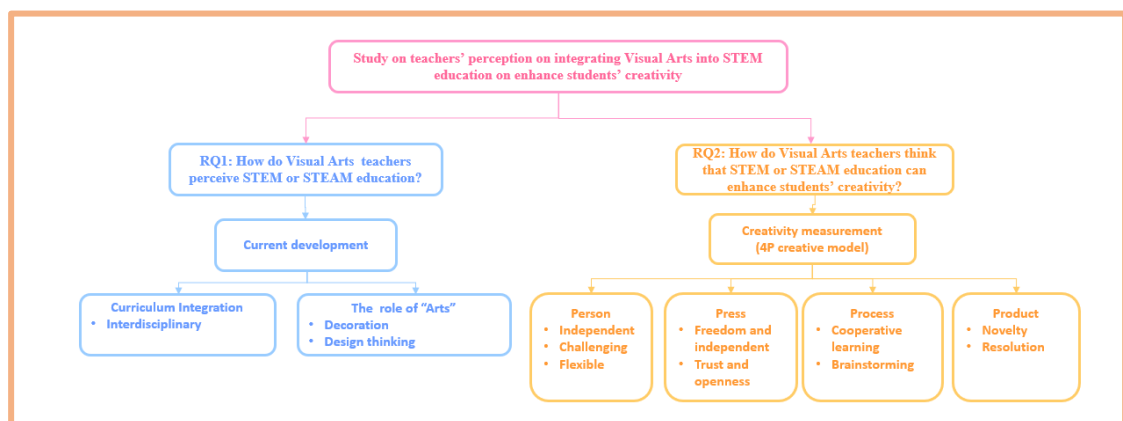 Study on teachers’ perception on integrating Visual Arts into STEM
education on enhance students’ creativity
RQ1: How do Visual Arts teachers
perceive STEM or STEAM education?
RQ2: How do Visual Arts teachers think
that STEM or STEAM education can
enhance students’ creativity?
Current development
Creativity measurement
(4P creative model)
Curriculum Integration
• Interdisciplinary
The role of “Arts”
• Decoration
• Design thinking
Person
• Independent
• Challenging
• Flexible
Press
• Freedom and
independent
• Trust and
openness
Process
• Cooperative
learning
• Brainstorming
Product
• Novelty
• Resolution